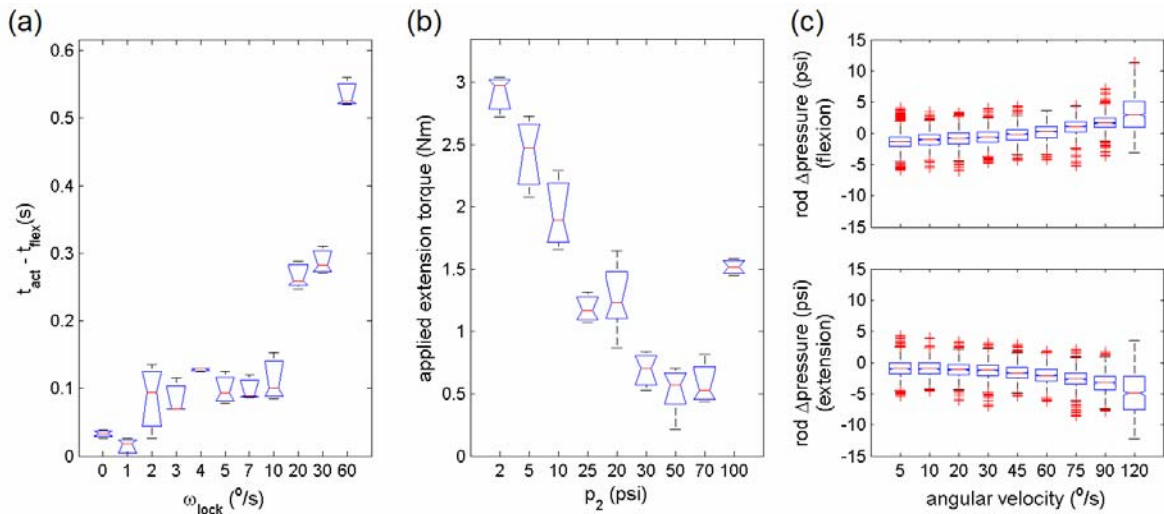 (a)
0.6
0.5
0.4
0.3
0.2
0.1
0
t_act - t_flex (s)
0 1 2 3 4 5 7 10 20 30 60
ω_lock (°/s)
(b)
3
2.5
2
1.5
1
0.5
0
applied extension torque (Nm)
2 5 10 25 20 30 50 70 100
p_2 (psi)
(c)
15
10
5
0
-5
-10
-15
rod Δpressure (psi)
(flexion)
15
10
5
0
-5
-10
-15
rod Δpressure (psi)
(extension)
5 10 20 30 45 60 75 90 120
angular velocity (°/s)